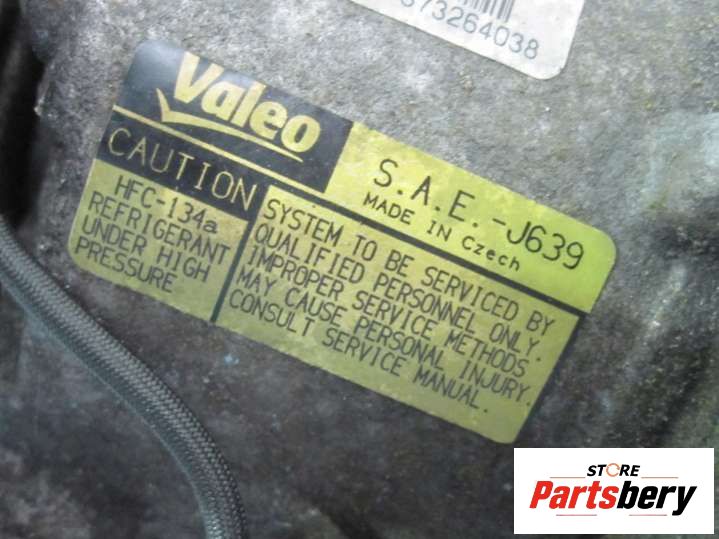 373264038
Valeo
CAUTION
HFC-134a
REFRIGERANT
UNDER HIGH
PRESSURE
S.A.E.-J639
MADE IN Czech
SYSTEM TO BE SERVICED BY
QUALIFIED PERSONNEL ONLY.
IMPROPER SERVICE METHODS
MAY CAUSE PERSONAL INJURY.
CONSULT SERVICE MANUAL.
STORE
Partsbery